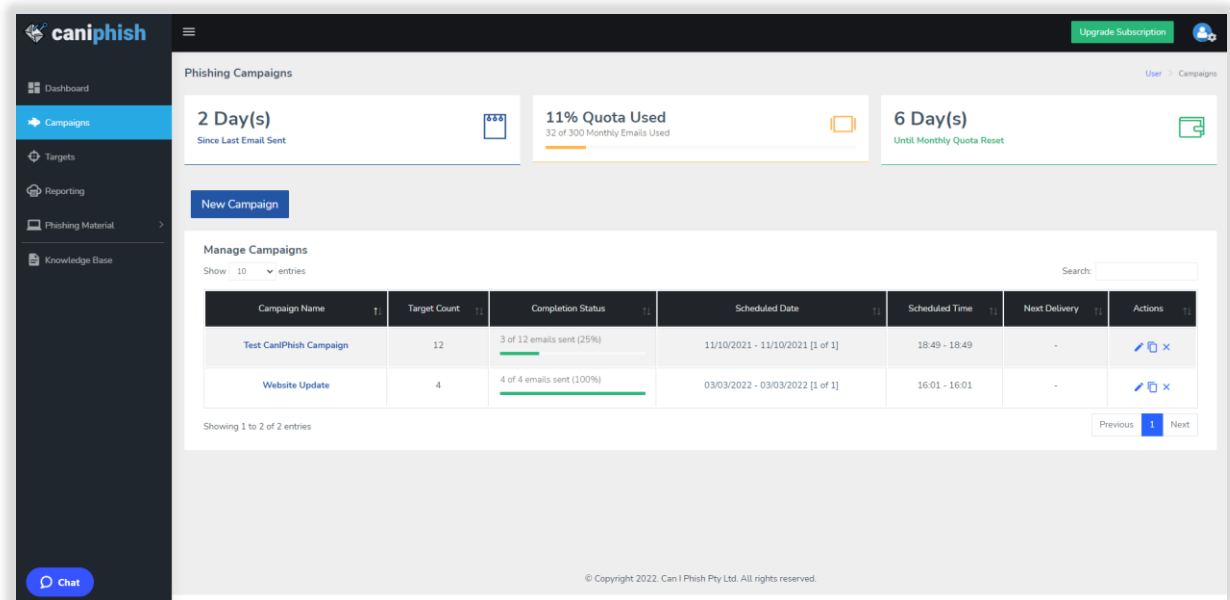 caniphish
Upgrade Subscription
Dashboard
Campaigns
Targets
Reporting
Phishing Material
Knowledge Base
Phishing Campaigns
User > Campaigns
2 Day(s)
Since Last Email Sent
11% Quota Used
32 of 300 Monthly Emails Used
6 Day(s)
Until Monthly Quota Reset
New Campaign
Manage Campaigns
Show 10 entries
Search:
Campaign Name Target Count Completion Status Scheduled Date Scheduled Time Next Delivery Actions
Test CanIPhish Campaign 12 3 of 12 emails sent (25%) 11/10/2021 - 11/10/2021 [1 of 1] 18:49 - 18:49 -
Website Update 4 4 of 4 emails sent (100%) 03/03/2022 - 03/03/2022 [1 of 1] 16:01 - 16:01 -
Showing 1 to 2 of 2 entries
Previous 1 Next
Chat
© Copyright 2022. Can I Phish Pty Ltd. All rights reserved.